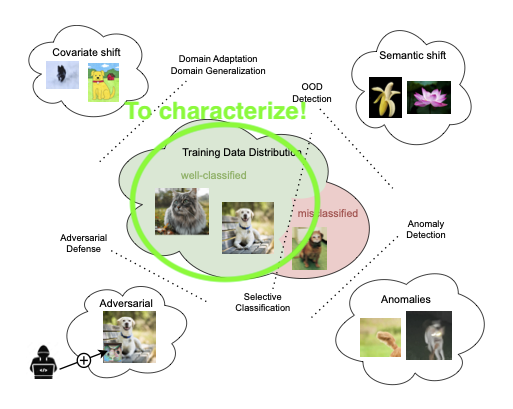 Covariate shift
Domain Adaptation
Domain Generalization
Semantic shift
OOD
Detection
To characterize!
Training Data Distribution
well-classified
misclassified
Adversarial
Defense
Anomaly
Detection
Selective
Classification
Adversarial
Anomalies